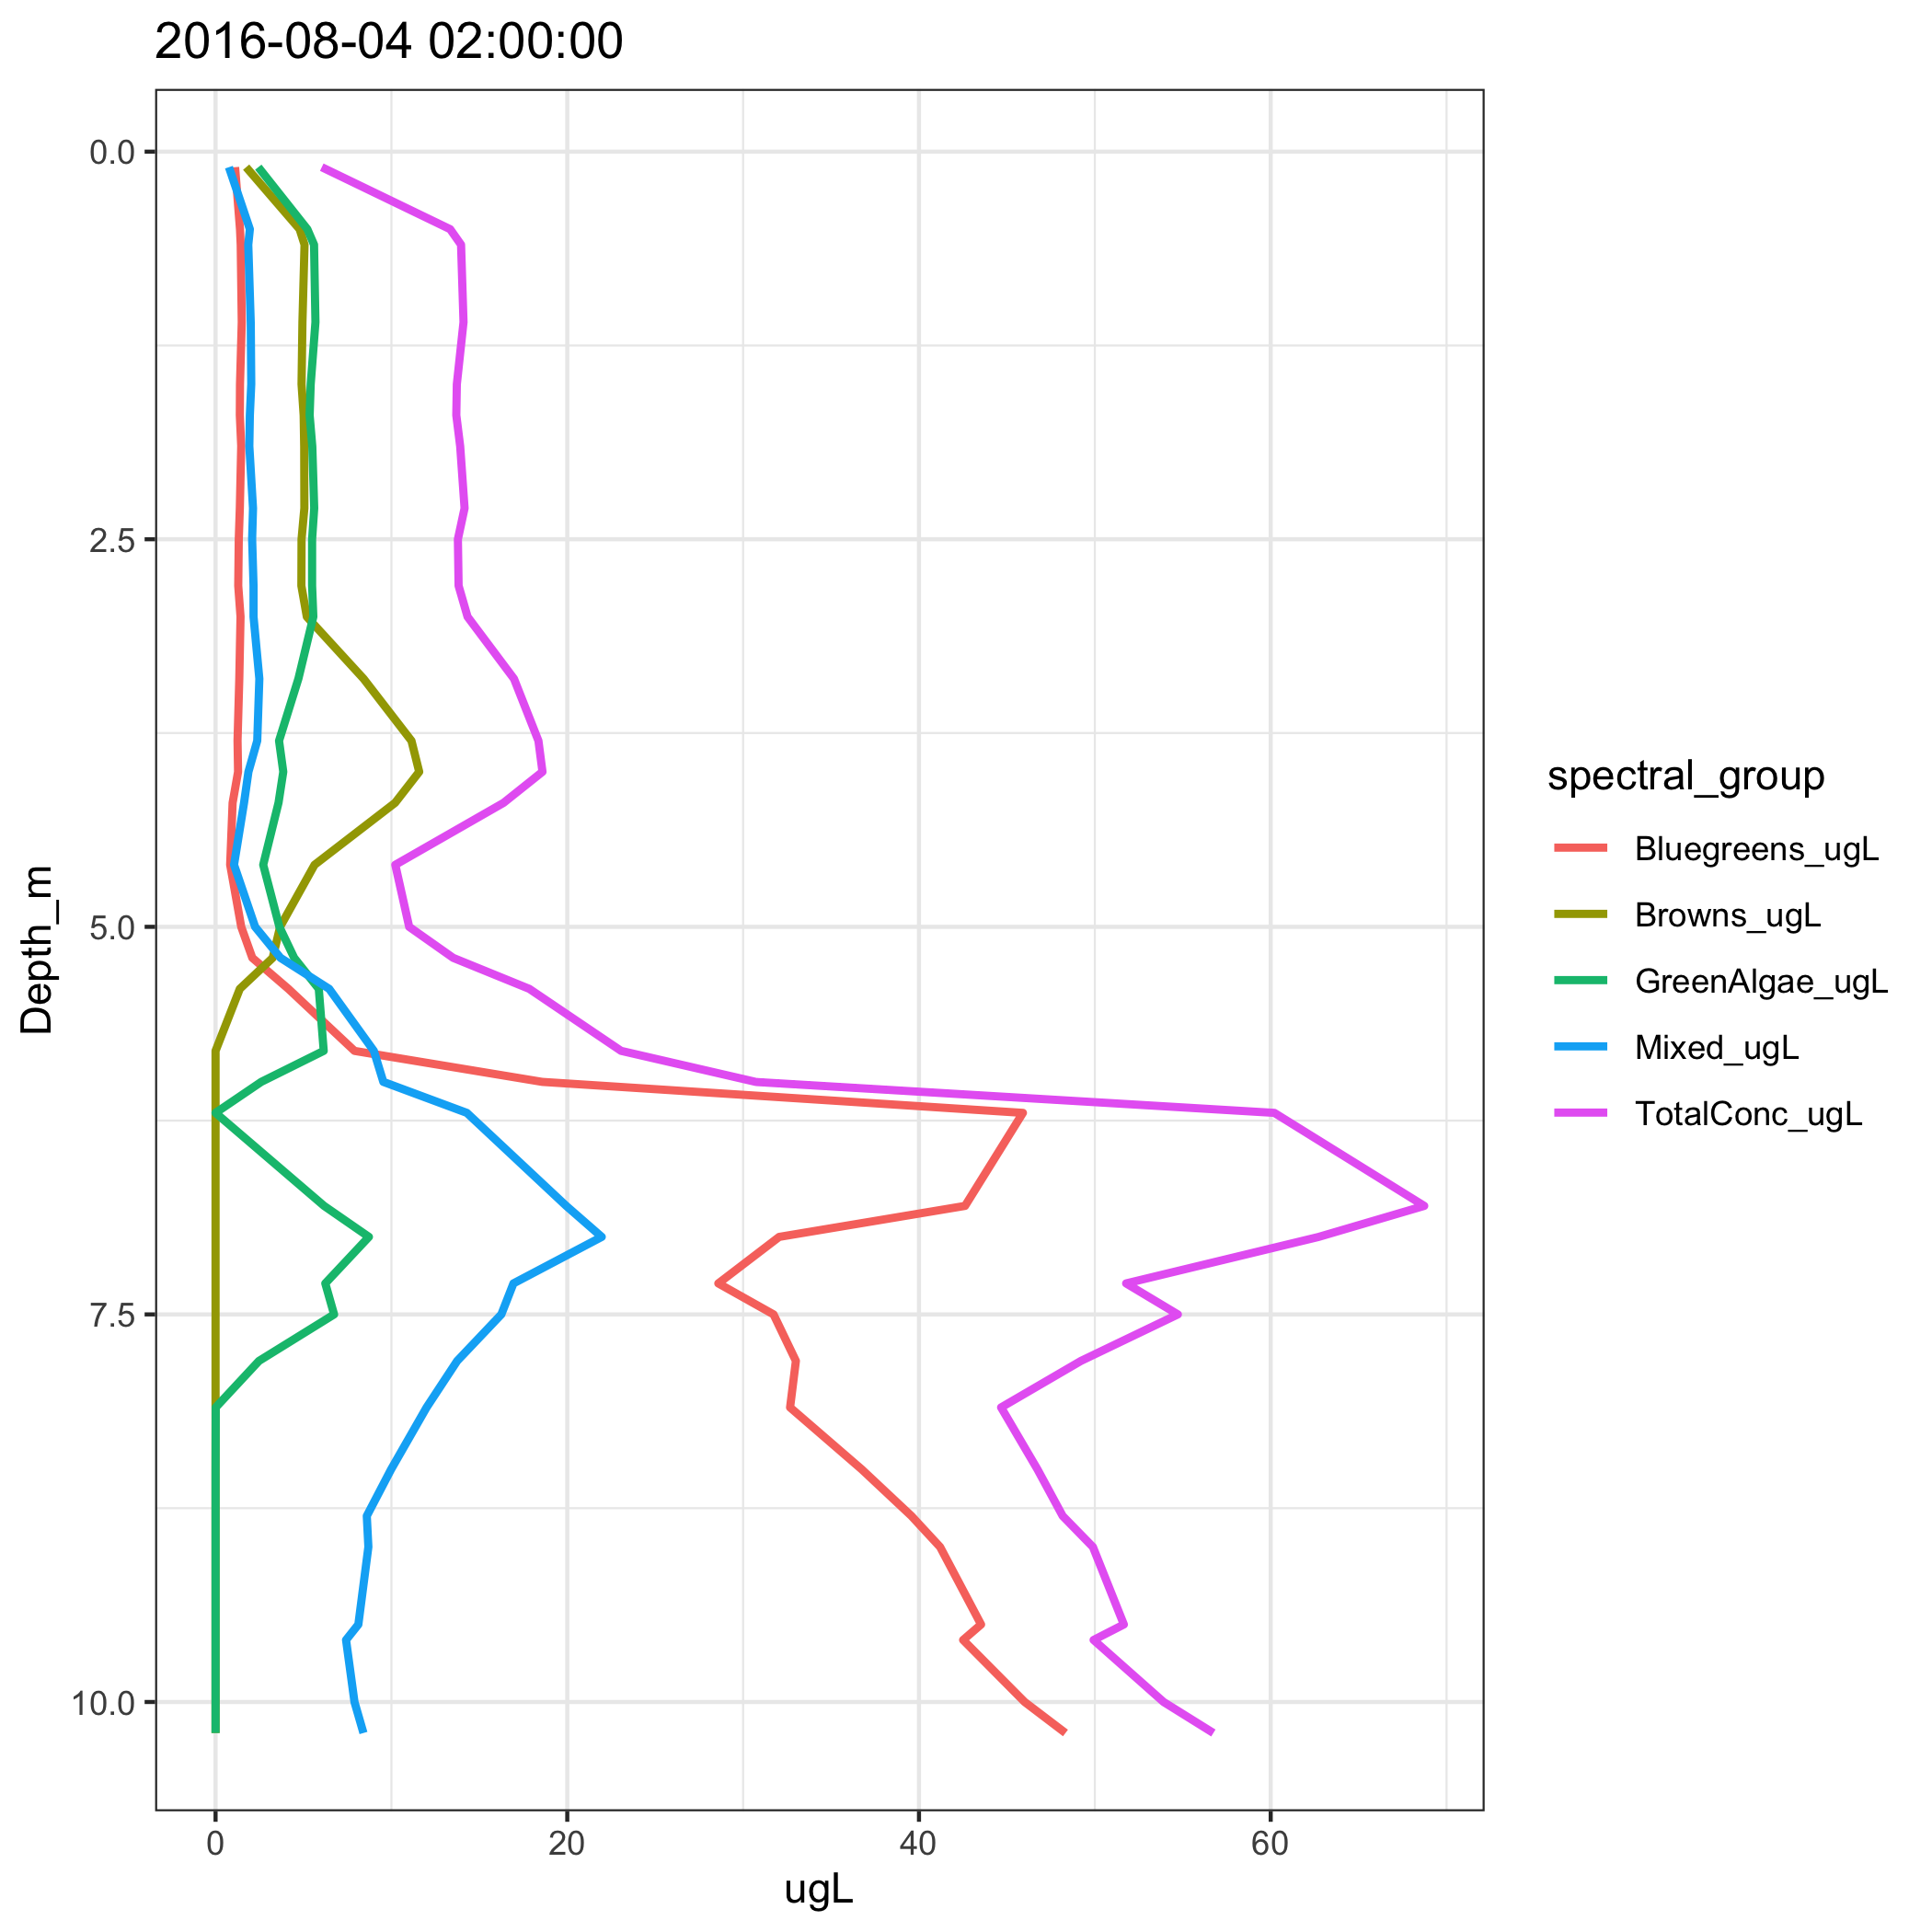 2016-08-04 02:00:00
0.0
2.5
5.0
7.5
10.0
Depth_m
0 20 40 60
ugL
spectral_group
Bluegreens_ugL
Browns_ugL
GreenAlgae_ugL
Mixed_ugL
TotalConc_ugL